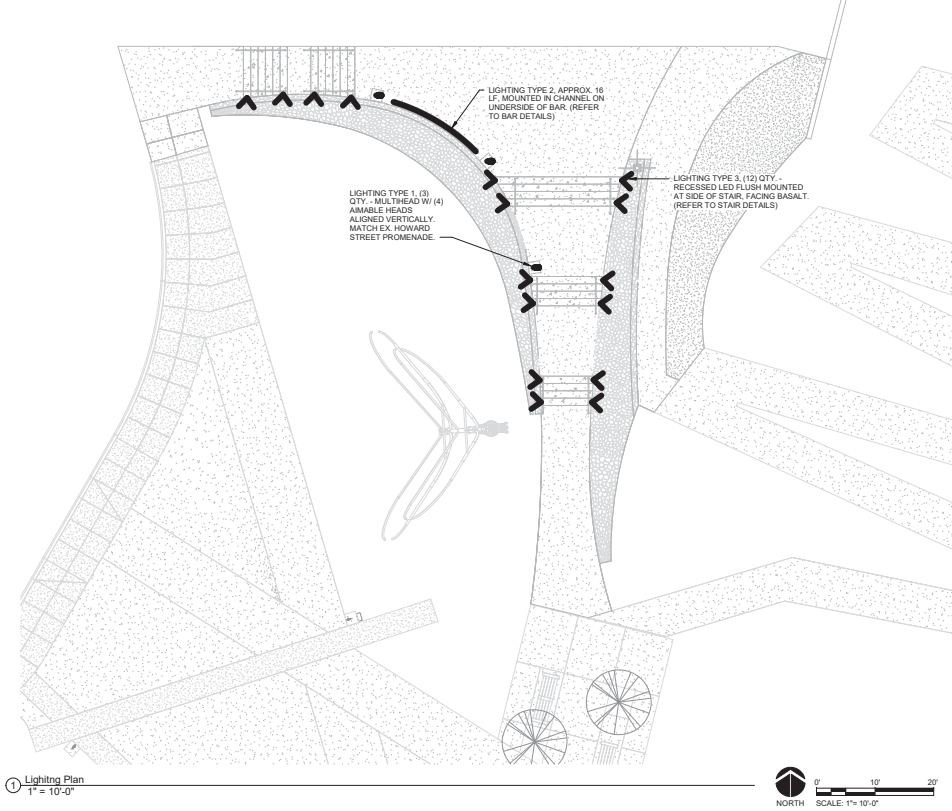 LIGHTING TYPE 2, APPROX. 16
LF, MOUNTED IN CHANNEL ON
UNDERSIDE OF BAR. (REFER
TO BAR DETAILS)
LIGHTING TYPE 3, (12) QTY. -
RECESSED LED FLUSH MOUNTED
AT SIDE OF STAIR, FACING BASALT.
(REFER TO STAIR DETAILS)
LIGHTING TYPE 1, (3)
QTY. - MULTIHEAD W/ (4)
AIMABLE HEADS
ALIGNED VERTICALLY.
MATCH EX. HOWARD
STREET PROMENADE.
1 Lighitng Plan
1" = 10'-0"
0' 10' 20'
NORTH SCALE: 1"= 10'-0"